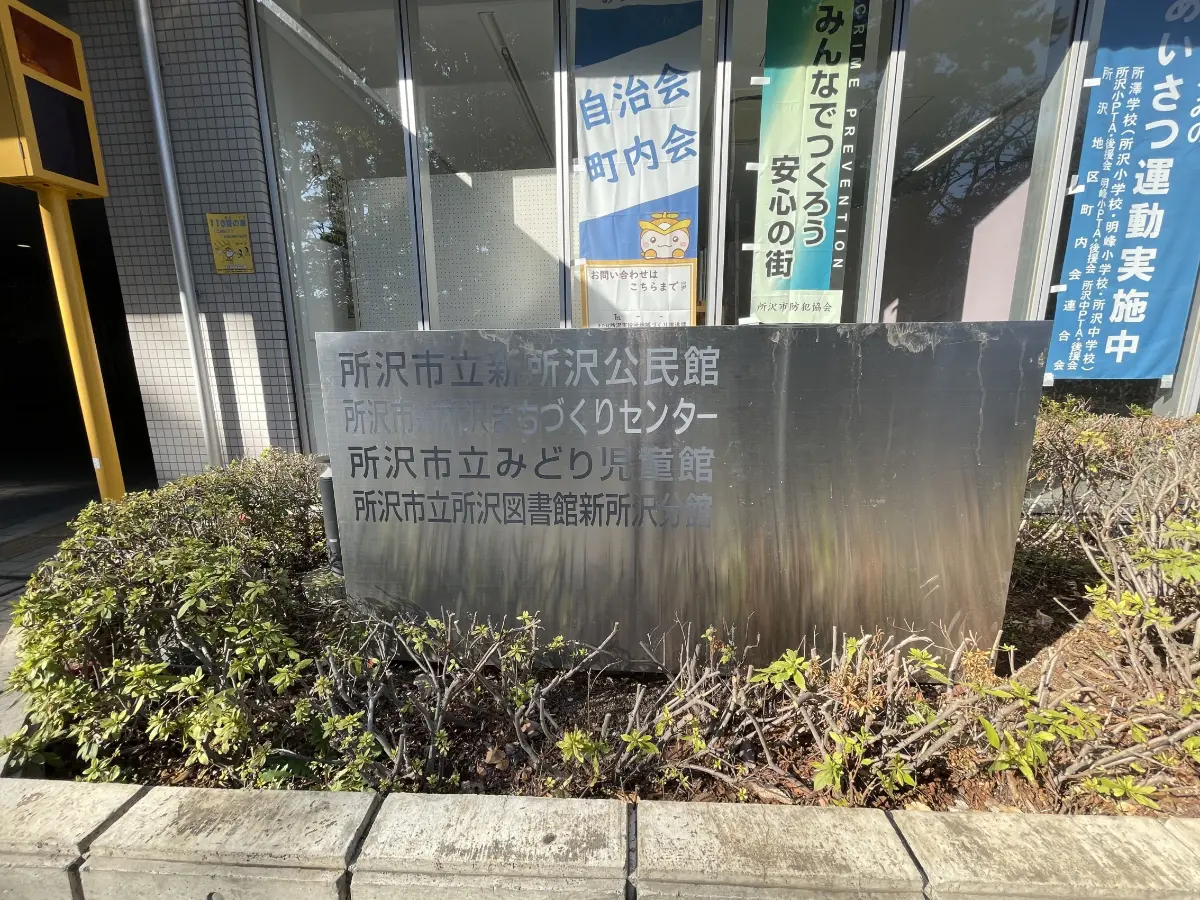 自治会
町内会
お問い合わせは
こちらまで
CRIME PREVENTION
みんなでつくろう
安心の街
所沢市防犯協会
あいさつ運動実施中
所澤学校(所沢小学校・明峰小学校・所沢中学校)
所沢小PTA・後援会 明峰小PTA・後援会 所沢中PTA・後援会
所沢地区町内会連合会
110番の家
所沢市立新所沢公民館
所沢市新所沢まちづくりセンター
所沢市立みどり児童館
所沢市立所沢図書館新所沢分館